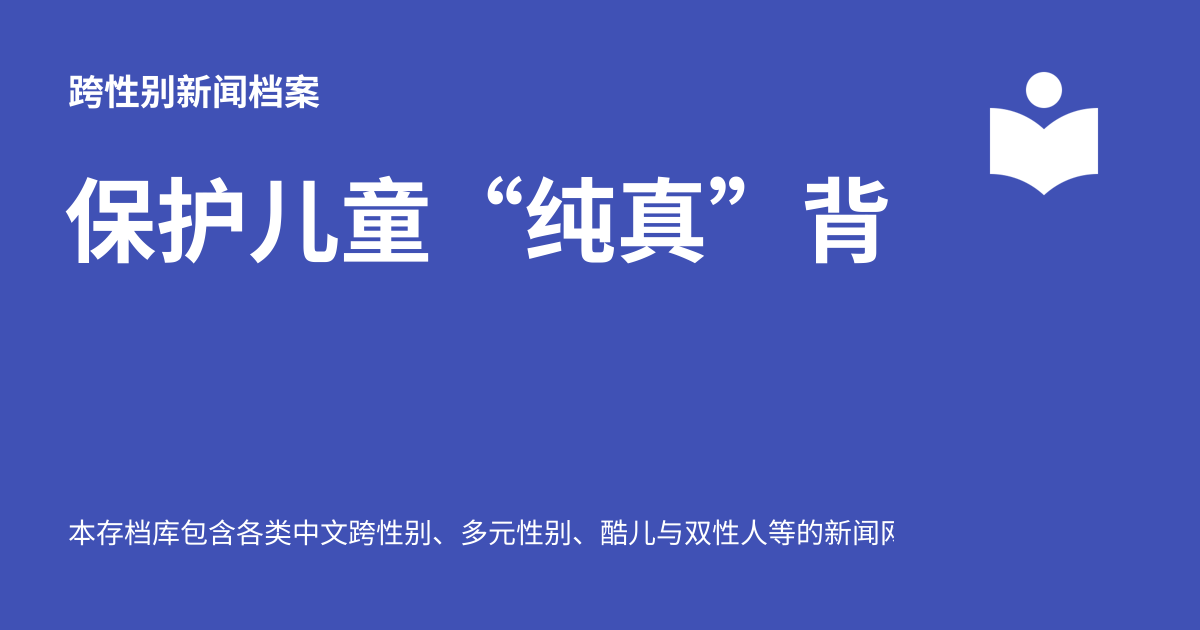 跨性别新闻档案
保护儿童“纯真”背
本存档库包含各类中文跨性别、多元性别、酷儿与双性人等的新闻网